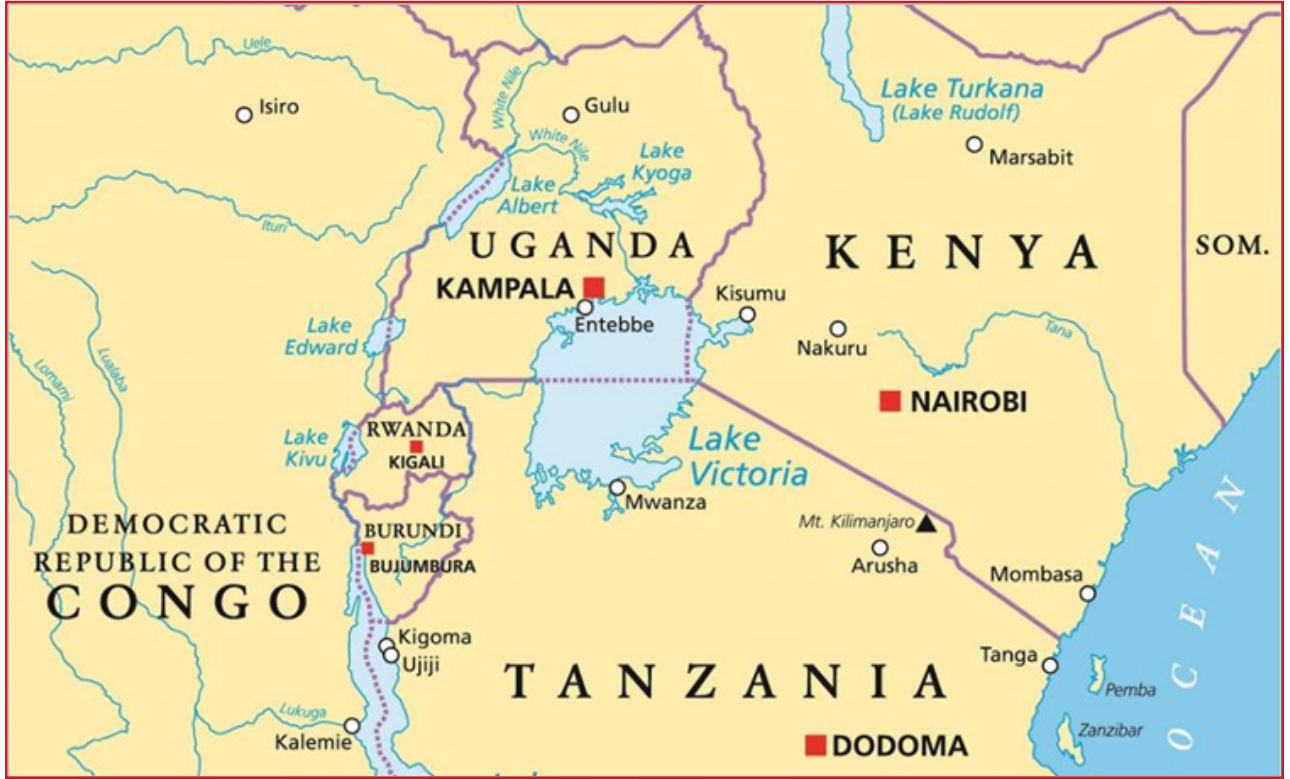 Uele
Isiro
White Nile
Gulu
White Nile
Lake Turkana
(Lake Rudolf)
Marsabit
Lake
Kyoga
Lake
Albert
Ituri
UGANDA
KENYA
SOM.
KAMPALA
Entebbe
Kisumu
Nakuru
Tana
Lake
Edward
Lomami
Lualaba
NAIROBI
Lake
Kivu
RWANDA
KIGALI
Lake
Victoria
Mwanza
DEMOCRATIC
REPUBLIC OF THE
CONGO
BURUNDI
BUJUMBURA
Mt. Kilimanjaro
Arusha
Mombasa
OCEAN
Kigoma
Ujiji
TANZANIA
Tanga
Pemba
Lukuga
Kalemie
DODOMA
Zanzibar